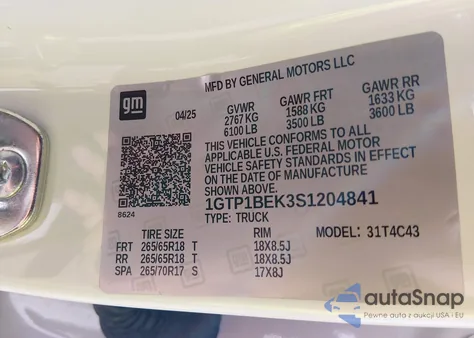 MFD BY GENERAL MOTORS LLC
gm
04/25
GVWR GAWR FRT GAWR RR
2767 KG 1588 KG 1633 KG
6100 LB 3500 LB 3600 LB
THIS VEHICLE CONFORMS TO ALL
APPLICABLE U.S. FEDERAL MOTOR
VEHICLE SAFETY STANDARDS IN EFFECT
ON THE DATE OF MANUFACTURE
SHOWN ABOVE.
1GTP1BEK3S1204841
8624
TYPE: TRUCK MODEL: 31T4C43
TIRE SIZE RIM
FRT 265/65R18 T 18X8.5J
RR 265/65R18 T 18X8.5J
SPA 265/70R17 S 17X8J
autoSnap
Pewne auta z aukcji USA - EU